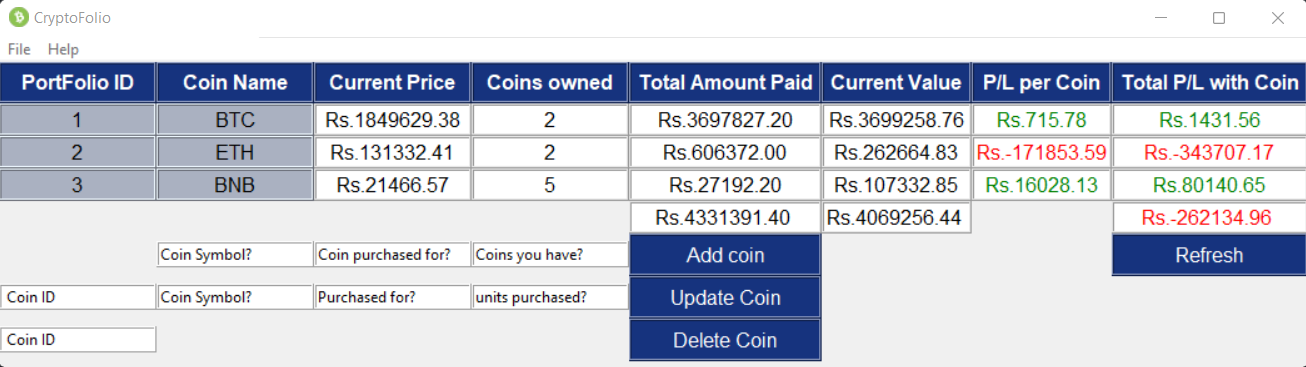 CryptoFolio
File Help
PortFolio ID Coin Name Current Price Coins owned Total Amount Paid Current Value P/L per Coin Total P/L with Coin
1 BTC Rs.1849629.38 2 Rs.3697827.20 Rs.3699258.76 Rs.715.78 Rs.1431.56
2 ETH Rs.131332.41 2 Rs.606372.00 Rs.262664.83 Rs.-171853.59 Rs.-343707.17
3 BNB Rs.21466.57 5 Rs.27192.20 Rs.107332.85 Rs.16028.13 Rs.80140.65
Rs.4331391.40 Rs.4069256.44 Rs.-262134.96
Coin Symbol? Coin purchased for? Coins you have? Add coin Refresh
Coin ID Coin Symbol? Purchased for? units purchased? Update Coin
Coin ID Delete Coin